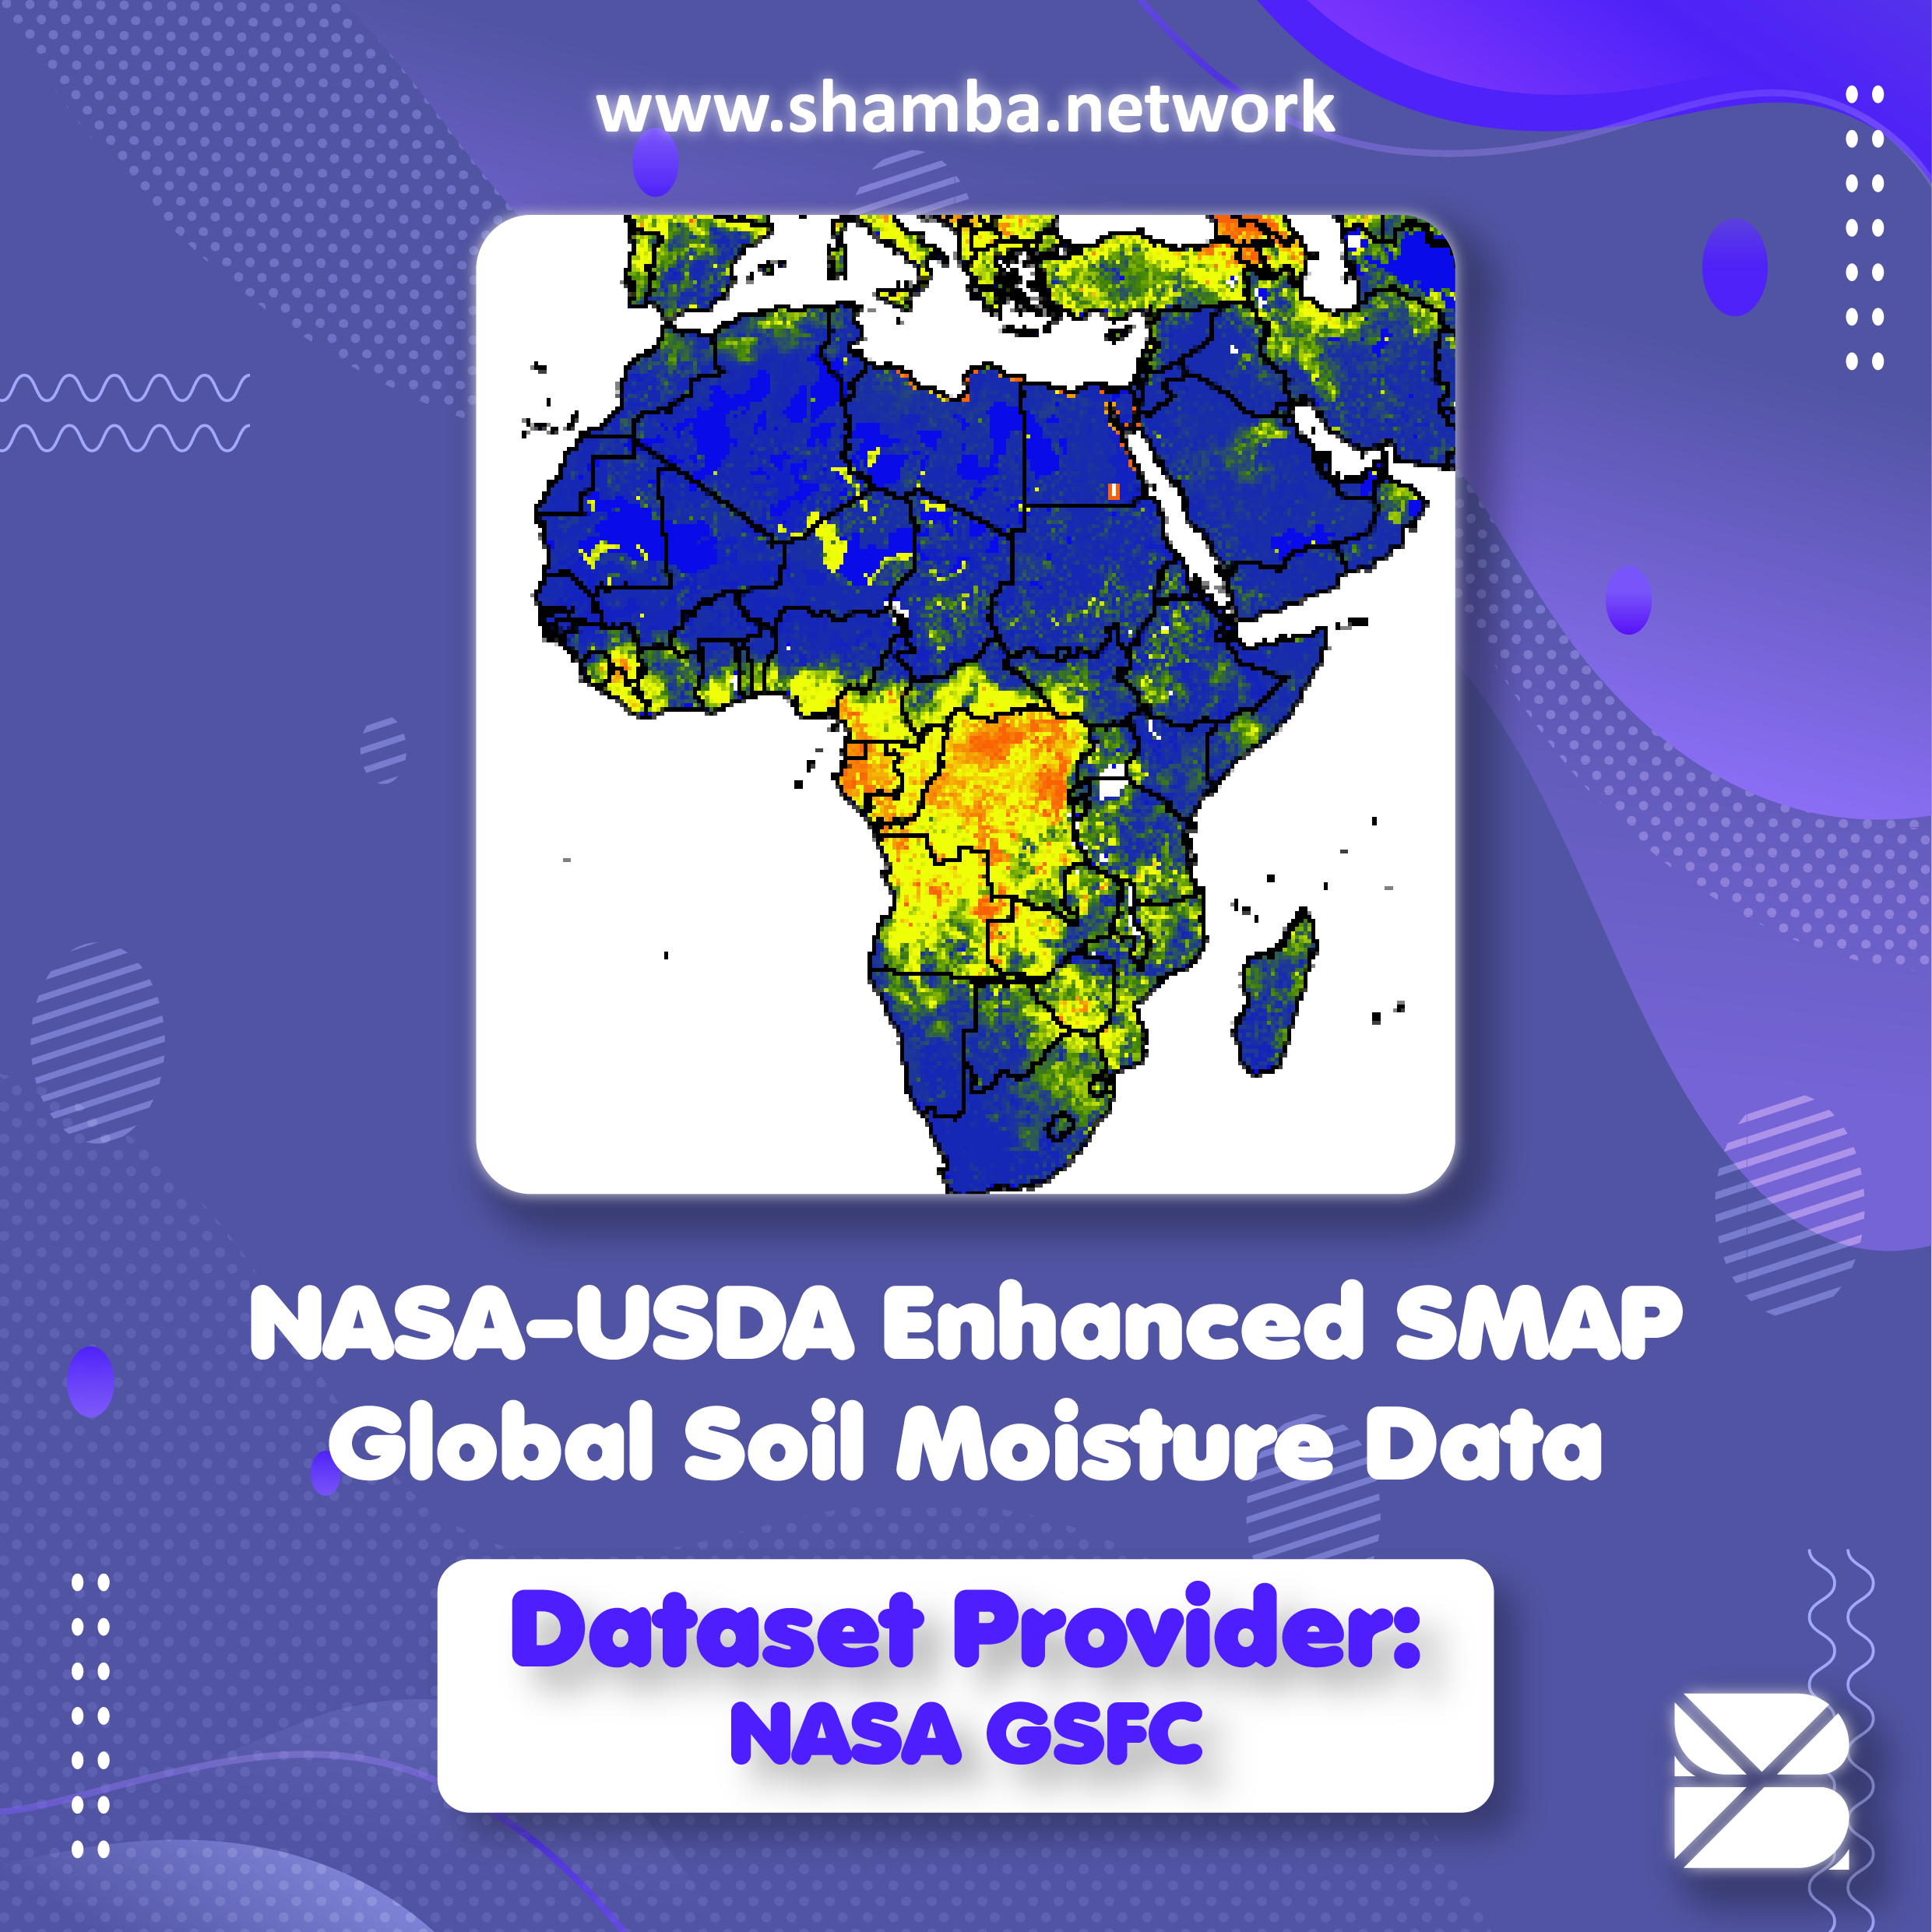 www.shamba.network
NASA-USDA Enhanced SMAP
Global Soil Moisture Data
Dataset Provider:
NASA GSFC